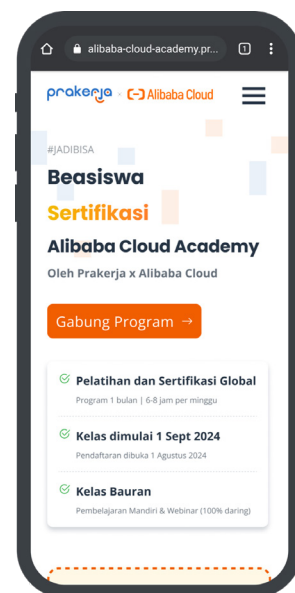 alibaba-cloud-academy.pr...
1
prakerja
Alibaba Cloud
#JADIBISA
Beasiswa
Sertifikasi
Alibaba Cloud Academy
Oleh Prakerja x Alibaba Cloud
Gabung Program →
Pelatihan dan Sertifikasi Global
Program 1 bulan | 6-8 jam per minggu
Kelas dimulai 1 Sept 2024
Pendaftaran dibuka 1 Agustus 2024
Kelas Bauran
Pembelajaran Mandiri & Webinar (100% daring)